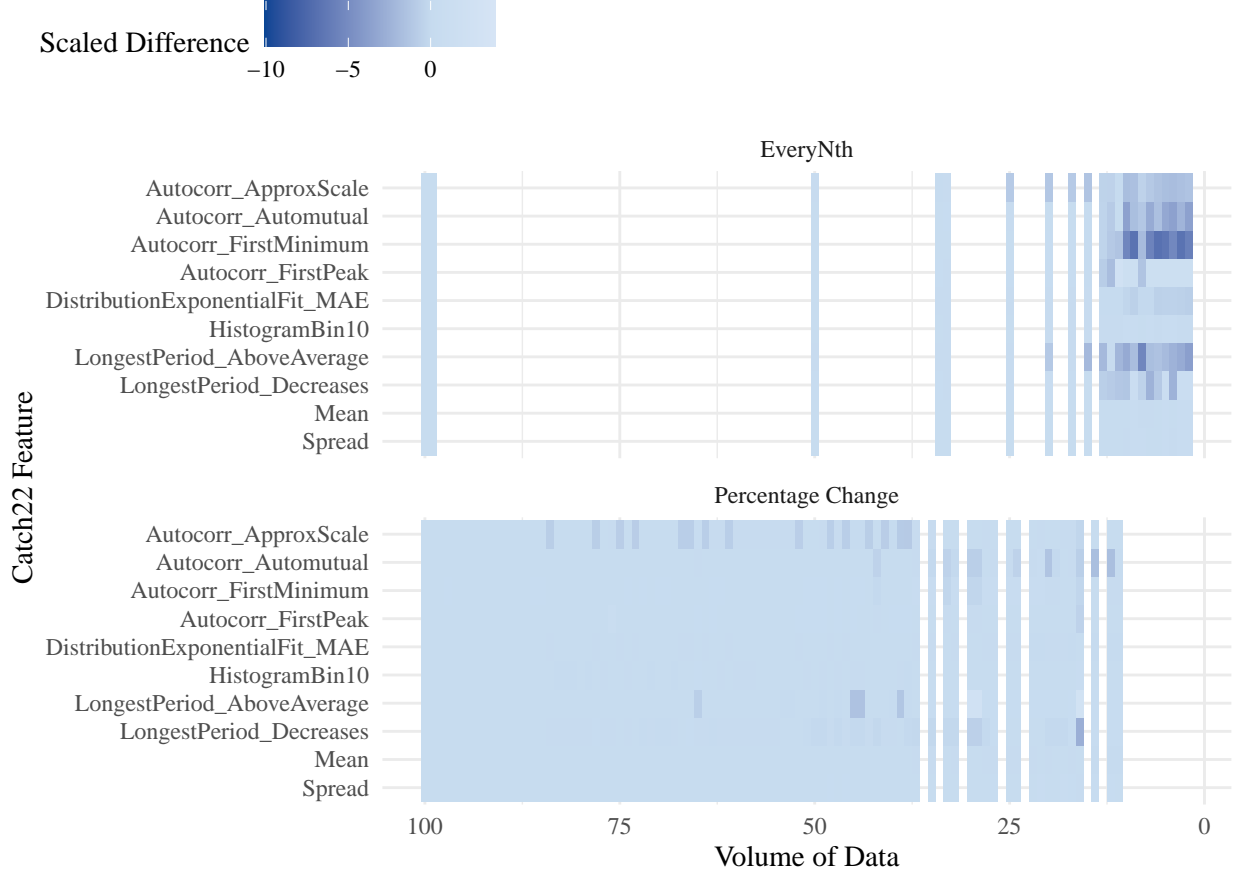 Scaled Difference
−10 −5 0
EveryNth
Autocorr_ApproxScale
Autocorr_Automutual
Autocorr_FirstMinimum
Autocorr_FirstPeak
DistributionExponentialFit_MAE
HistogramBin10
LongestPeriod_AboveAverage
LongestPeriod_Decreases
Mean
Spread
Catch22 Feature
Percentage Change
Autocorr_ApproxScale
Autocorr_Automutual
Autocorr_FirstMinimum
Autocorr_FirstPeak
DistributionExponentialFit_MAE
HistogramBin10
LongestPeriod_AboveAverage
LongestPeriod_Decreases
Mean
Spread
100 75 50 25 0
Volume of Data